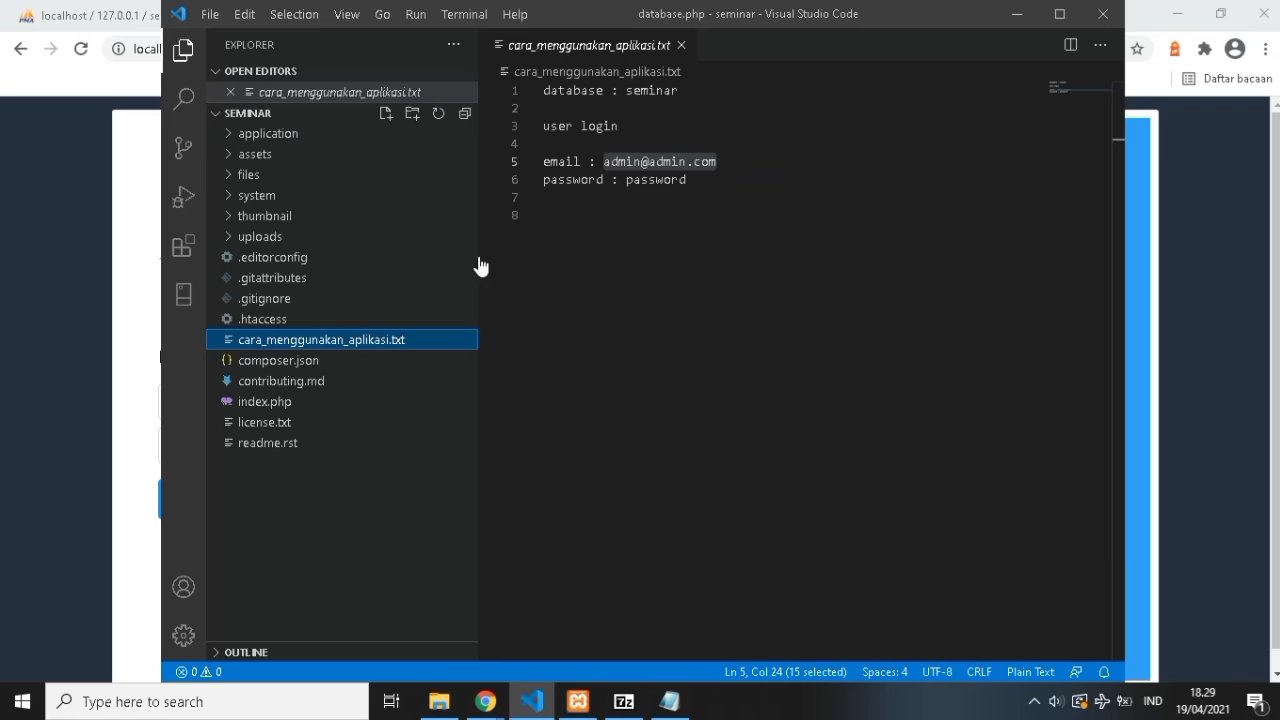 localhost / 127.0.0.1 / se
File Edit Selection View Go Run Terminal Help
database.php - seminar - Visual Studio Code
locall
Daftar bacaan
EXPLORER
OPEN EDITORS
cara_menggunakan_aplikasi.txt
SEMINAR
application
assets
files
system
thumbnail
uploads
.editorconfig
.gitattributes
.gitignore
.htaccess
cara_menggunakan_aplikasi.txt
composer.json
contributing.md
index.php
license.txt
readme.rst
OUTLINE
cara_menggunakan_aplikasi.txt
cara_menggunakan_aplikasi.txt
1 database : seminar
2
3 user login
4
5 email : admin@admin.com
6 password : password
7
8
0 0
Ln 5, Col 24 (15 selected) Spaces: 4 UTF-8 CRLF Plain Text
Type here to search
IND
18.29
19/04/2021
1